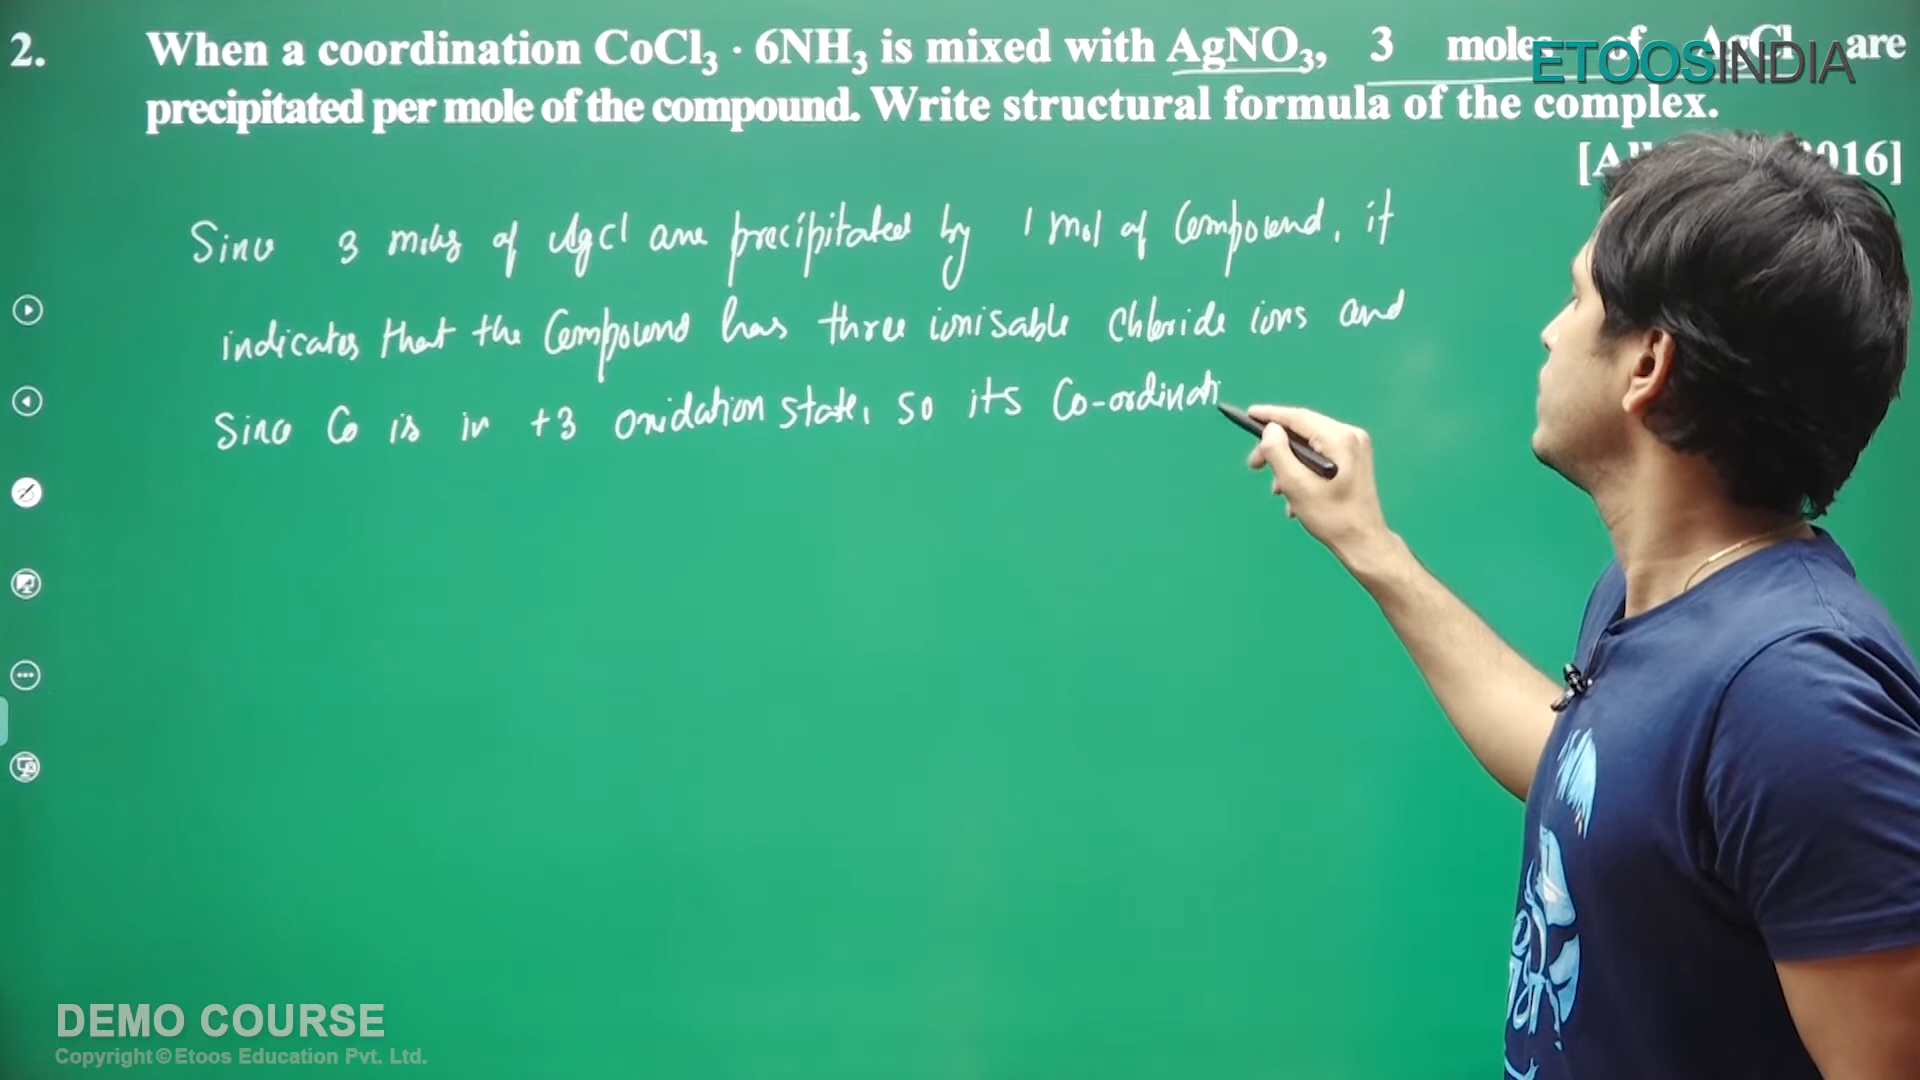 2. When a coordination CoCl₃ · 6NH₃ is mixed with AgNO₃, 3 moles of AgCl are
ETOOSINDIA
precipitated per mole of the compound. Write structural formula of the complex.
016]
Since 3 moles of AgCl are precipitated by 1 mol of Compound, it
indicates that the Compound has three ionisable chloride ions and
Since Co is in +3 oxidation state, so its Co-ordinati
DEMO COURSE
Copyright © Etoos Education Pvt. Ltd.